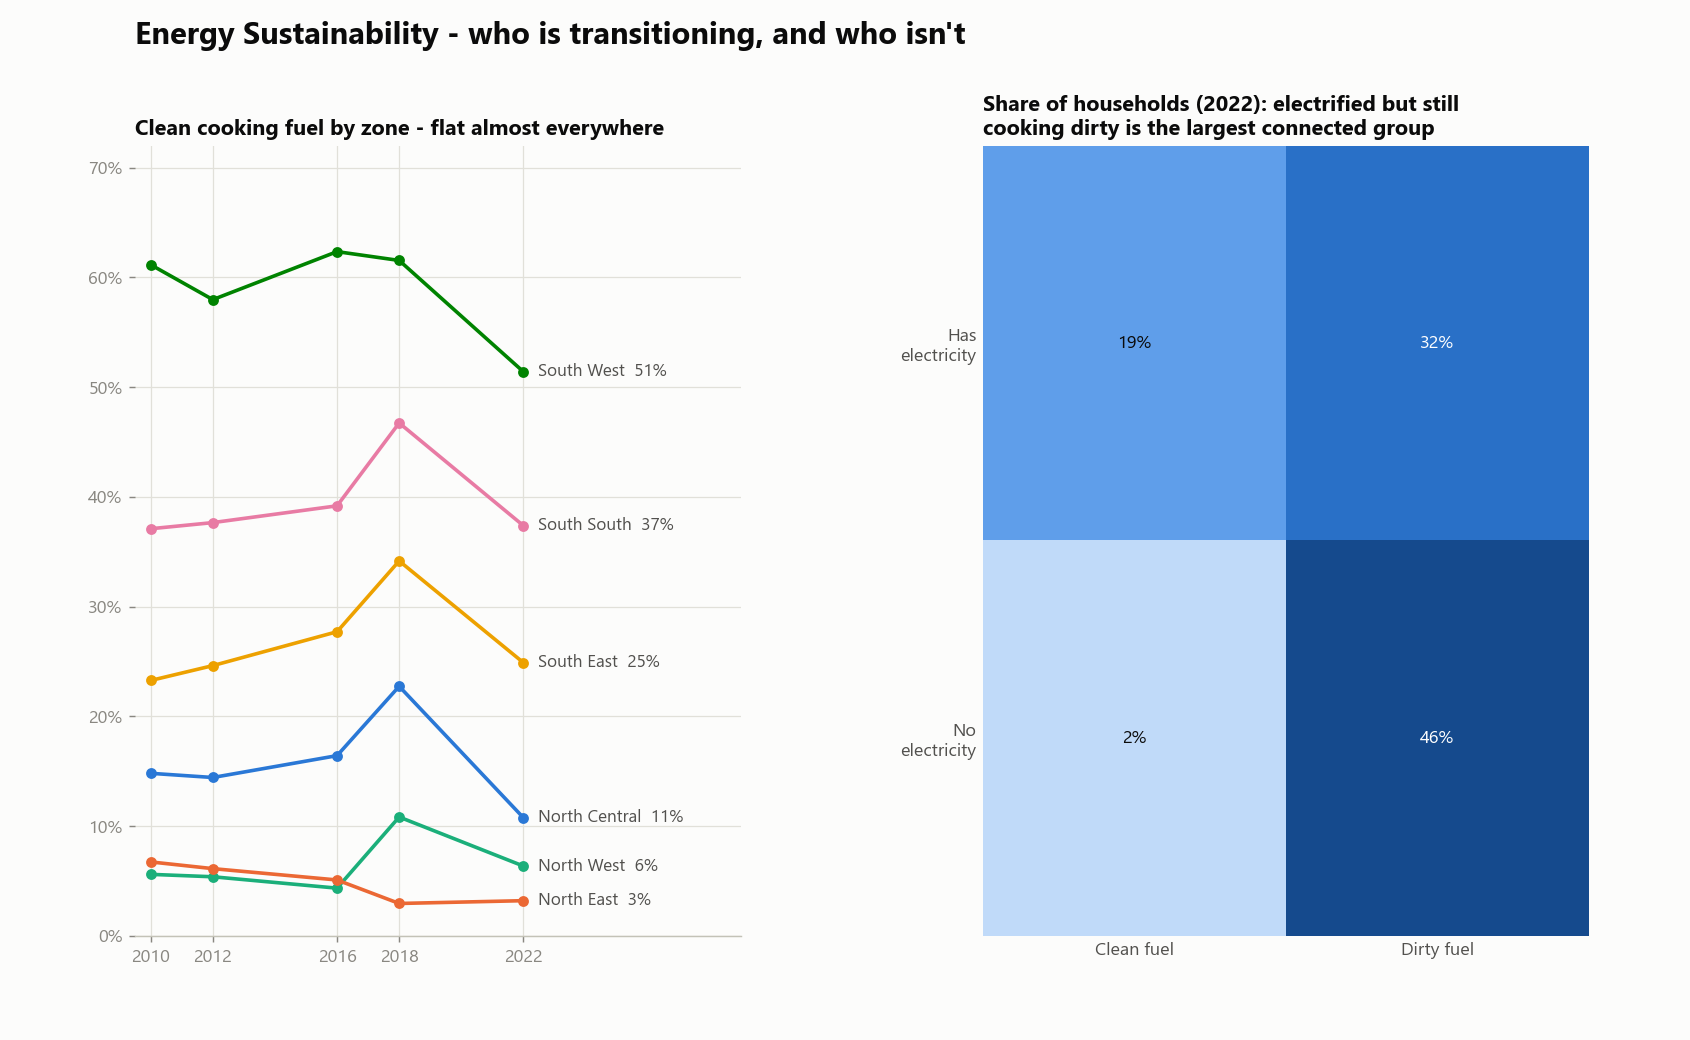 Energy Sustainability - who is transitioning, and who isn't
Clean cooking fuel by zone - flat almost everywhere
70%
60%
50%
40%
30%
20%
10%
0%
2010 2012 2016 2018 2022
South West 51%
South South 37%
South East 25%
North Central 11%
North West 6%
North East 3%
Share of households (2022): electrified but still
cooking dirty is the largest connected group
Has
electricity
19% 32%
No
electricity
2% 46%
Clean fuel Dirty fuel